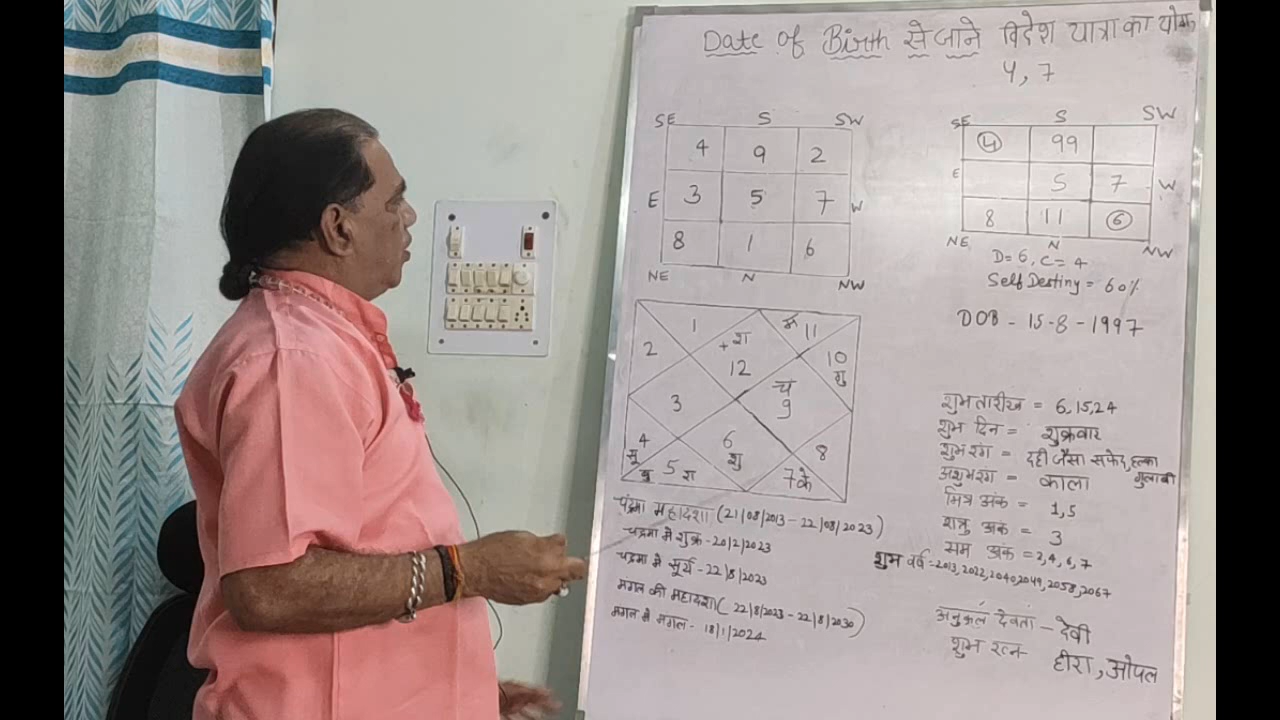 Date of Birth से जाने विदेश यात्रा का योग
4, 7
SE S SW
4 9 2
E 3 5 7 W
8 1 6
NE N NW
SE S SW
4 99
E 5 7 W
8 11 6
NE N NW
D=6, C=4
Self Destiny = 60%
DOB - 15-8-1997
1 11
2 + श 10
12 गु
3 च 9
4 6 8
सू शु
5 रा 7 के
चंद्रमा महादशा (21/08/2013 - 22/08/2023)
चद्रमा मे शुक्र - 20/2/2023
चद्रमा मे सूर्य - 22/8/2023
मगल की महादशा ( 22/8/2023 - 22/8/2030)
मगल मे मगल - 18/1/2024
शुभ तारीख = 6,15,24
शुभ दिन = शुक्रवार
शुभ रंग = दही जैसा सफेद, हल्का गुलाबी
अशुभ रंग = काला
मित्र अंक = 1,5
शत्रु अंक = 3
सम अंक = 2,4,6,7
शुभ वर्ष - 2013, 2022, 2040, 2049, 2058, 2067
अनुकूल देवता - देवी
शुभ रत्न - हीरा, ओपल